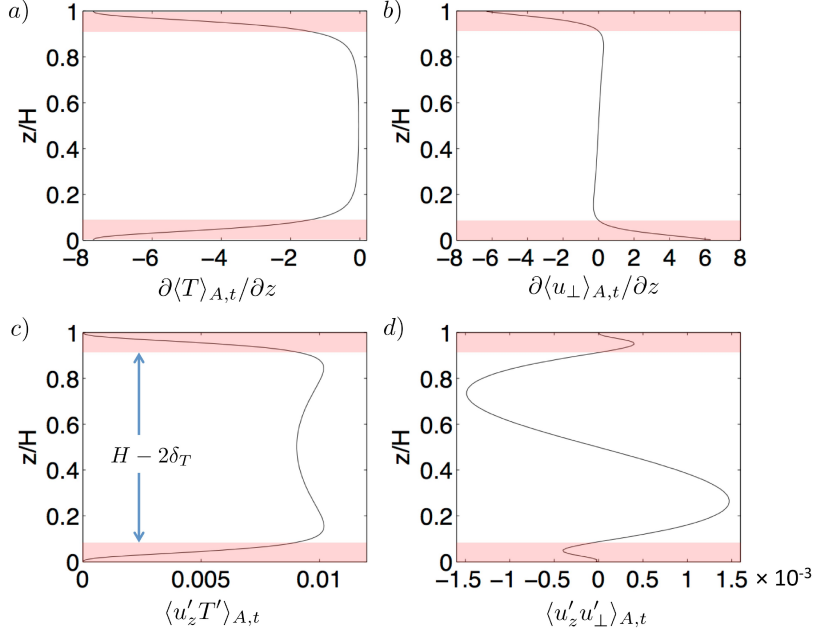 a)
1
0.8
0.6
0.4
0.2
0
z/H
−8 −6 −4 −2 0
∂⟨T⟩A,t/∂z
b)
1
0.8
0.6
0.4
0.2
0
z/H
−8 −6 −4 −2 0 2 4 6 8
∂⟨u⊥⟩A,t/∂z
c)
1
0.8
0.6
0.4
0.2
0
z/H
H − 2δT
0 0.005 0.01
⟨u′zT′⟩A,t
d)
1
0.8
0.6
0.4
0.2
0
z/H
−1.5 −1 −0.5 0 0.5 1 1.5 × 10⁻³
⟨u′zu′⊥⟩A,t